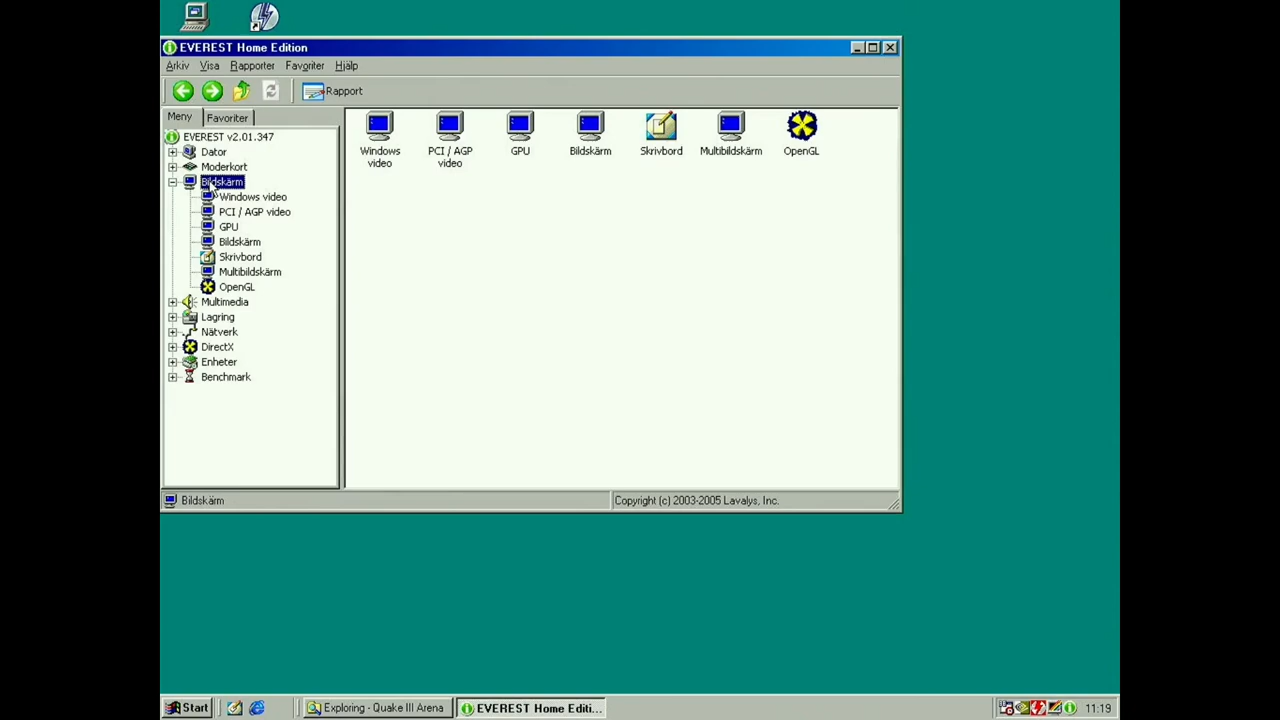 EVEREST Home Edition
Arkiv Visa Rapporter Favoriter Hjälp
Rapport
Meny Favoriter
EVEREST v2.01.347
Dator
Moderkort
Bildskärm
Windows video
PCI / AGP video
GPU
Bildskärm
Skrivbord
Multibildskärm
OpenGL
Multimedia
Lagring
Nätverk
DirectX
Enheter
Benchmark
Windows video PCI / AGP video GPU Bildskärm Skrivbord Multibildskärm OpenGL
Bildskärm Copyright (c) 2003-2005 Lavalys, Inc.
Start Exploring - Quake III Arena EVEREST Home Editi... 11:19